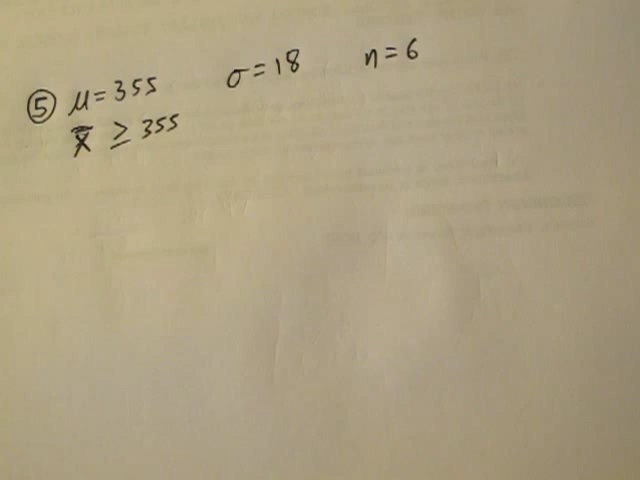 ⑤ μ = 355 σ = 18 n = 6
x̄ ≥ 355